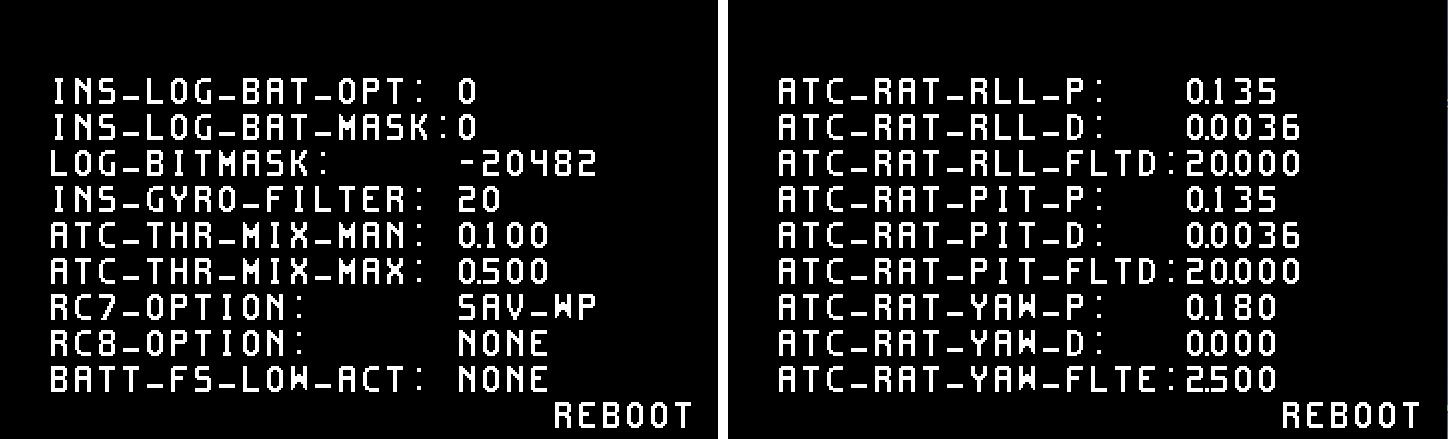 INS-LOG-BAT-OPT: 0
INS-LOG-BAT-MASK:0
LOG-BITMASK: -20482
INS-GYRO-FILTER: 20
ATC-THR-MIX-MAN: 0.100
ATC-THR-MIX-MAX: 0.500
RC7-OPTION: SAV-WP
RC8-OPTION: NONE
BATT-FS-LOW-ACT: NONE
REBOOT
ATC-RAT-RLL-P: 0.135
ATC-RAT-RLL-D: 0.0036
ATC-RAT-RLL-FLTD:20.000
ATC-RAT-PIT-P: 0.135
ATC-RAT-PIT-D: 0.0036
ATC-RAT-PIT-FLTD:20.000
ATC-RAT-YAW-P: 0.180
ATC-RAT-YAW-D: 0.000
ATC-RAT-YAW-FLTE:2.500
REBOOT